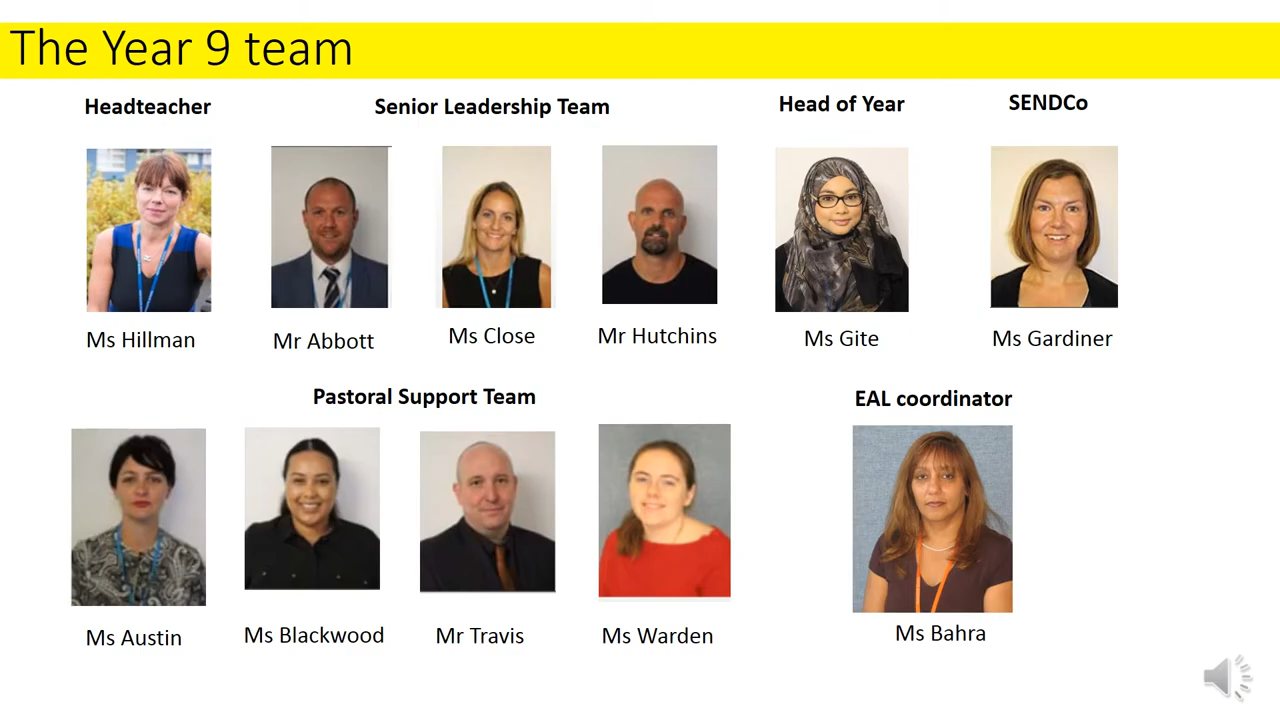 The Year 9 team
Headteacher
Senior Leadership Team
Head of Year
SENDCo
Ms Hillman
Mr Abbott
Ms Close
Mr Hutchins
Ms Gite
Ms Gardiner
Pastoral Support Team
EAL coordinator
Ms Austin
Ms Blackwood
Mr Travis
Ms Warden
Ms Bahra